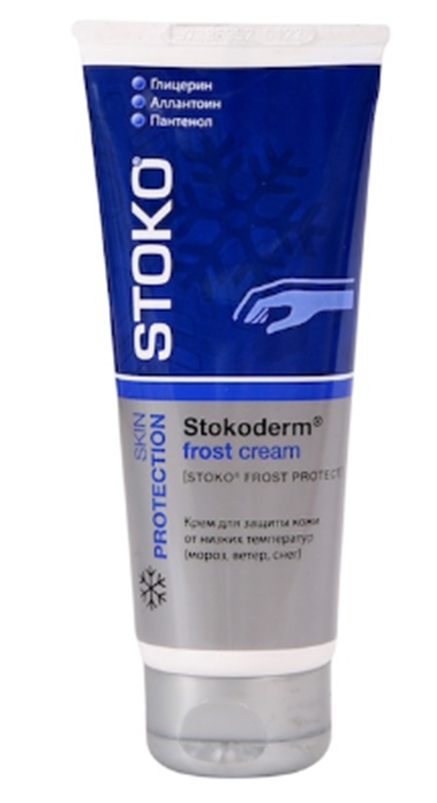 Глицерин
Аллантоин
Пантенол
STOKO®
SKIN
PROTECTION
Stokoderm®
frost cream
[STOKO® FROST PROTECT]
Крем для защиты кожи
от низких температур
(мороз, ветер, снег)